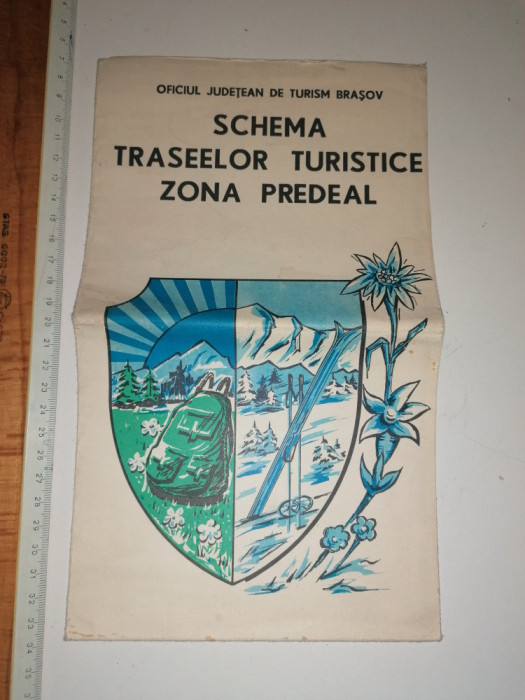 OFICIUL JUDEȚEAN DE TURISM BRAȘOV
SCHEMA
TRASEELOR TURISTICE
ZONA PREDEAL